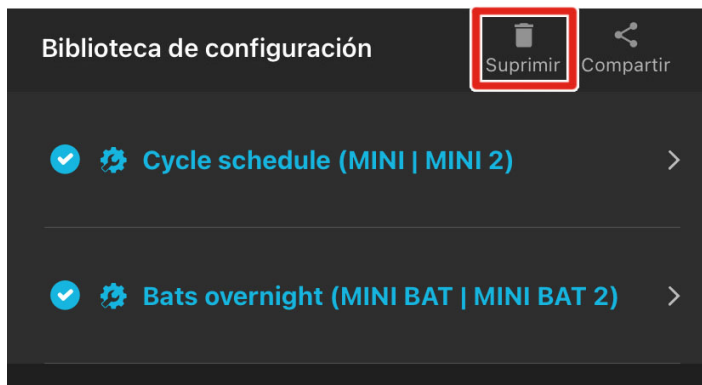 Biblioteca de configuración
Suprimir
Compartir
Cycle schedule (MINI | MINI 2)
Bats overnight (MINI BAT | MINI BAT 2)